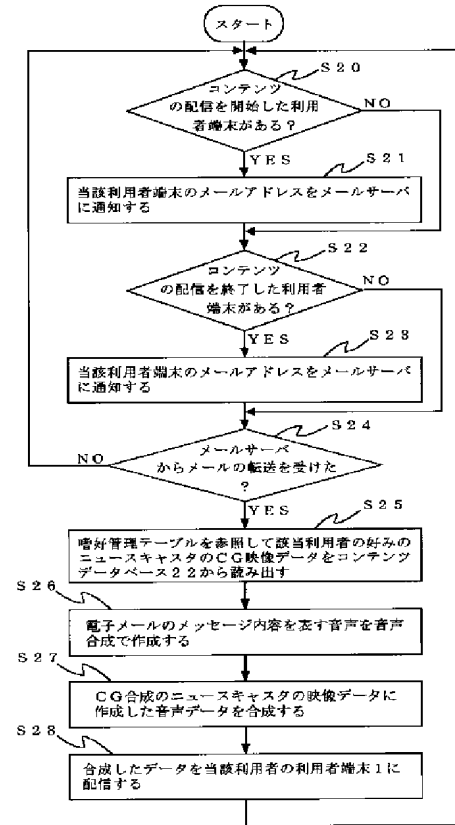 スタート
S20
コンテンツ
の配信を開始した利用
者端末がある?
NO
YES
S21
当該利用者端末のメールアドレスをメールサーバ
に通知する
S22
コンテンツ
の配信を終了した利用者
端末がある?
NO
YES
S23
当該利用者端末のメールアドレスをメールサーバ
に通知する
S24
メールサーバ
からメールの転送を受けた
?
NO
YES
S25
嗜好管理テーブルを参照して該当利用者の好みの
ニュースキャスタのCG映像データをコンテンツ
データベース22から読み出す
S26
電子メールのメッセージ内容を表す音声を音声
合成で作成する
S27
CG合成のニュースキャスタの映像データに
作成した音声データを合成する
S28
合成したデータを当該利用者の利用者端末1に
配信する